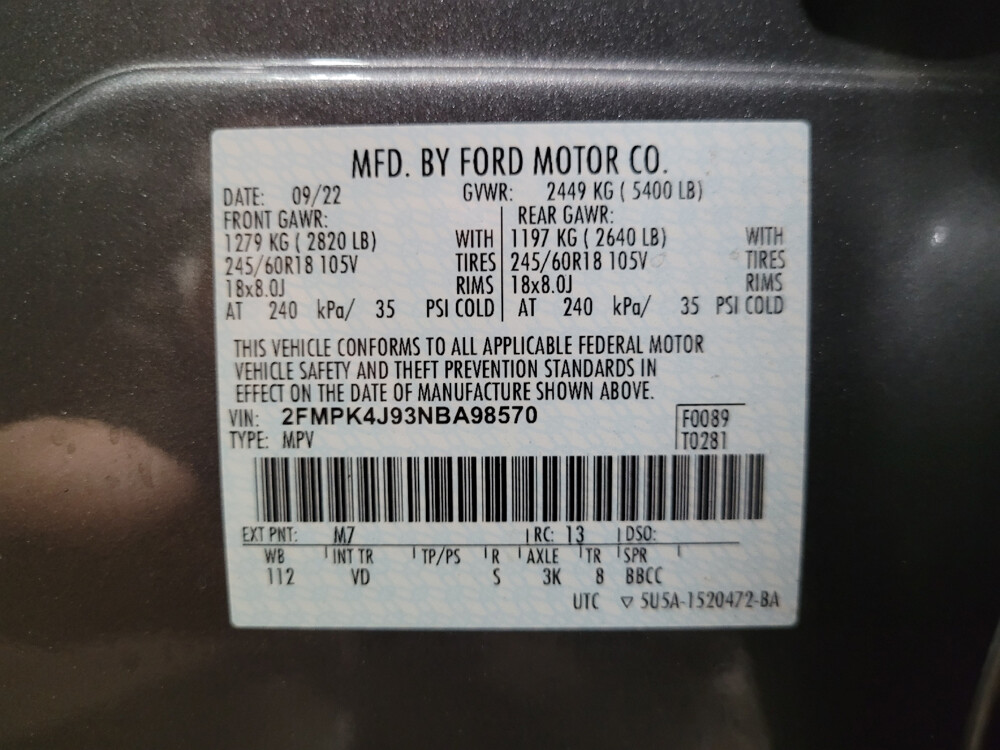 MFD. BY FORD MOTOR CO.
DATE: 09/22 GVWR: 2449 KG ( 5400 LB)
FRONT GAWR: REAR GAWR:
1279 KG ( 2820 LB) WITH 1197 KG ( 2640 LB) WITH
245/60R18 105V TIRES 245/60R18 105V TIRES
18x8.0J RIMS 18x8.0J RIMS
AT 240 kPa/ 35 PSI COLD AT 240 kPa/ 35 PSI COLD
THIS VEHICLE CONFORMS TO ALL APPLICABLE FEDERAL MOTOR
VEHICLE SAFETY AND THEFT PREVENTION STANDARDS IN
EFFECT ON THE DATE OF MANUFACTURE SHOWN ABOVE.
VIN: 2FMPK4J93NBA98570 F0089
TYPE: MPV T0281
EXT PNT: M7 RC: 13 DSO:
WB INT TR TP/PS R AXLE TR SPR
112 VD S 3K 8 BBCC
UTC ▽ 5U5A-1520472-BA